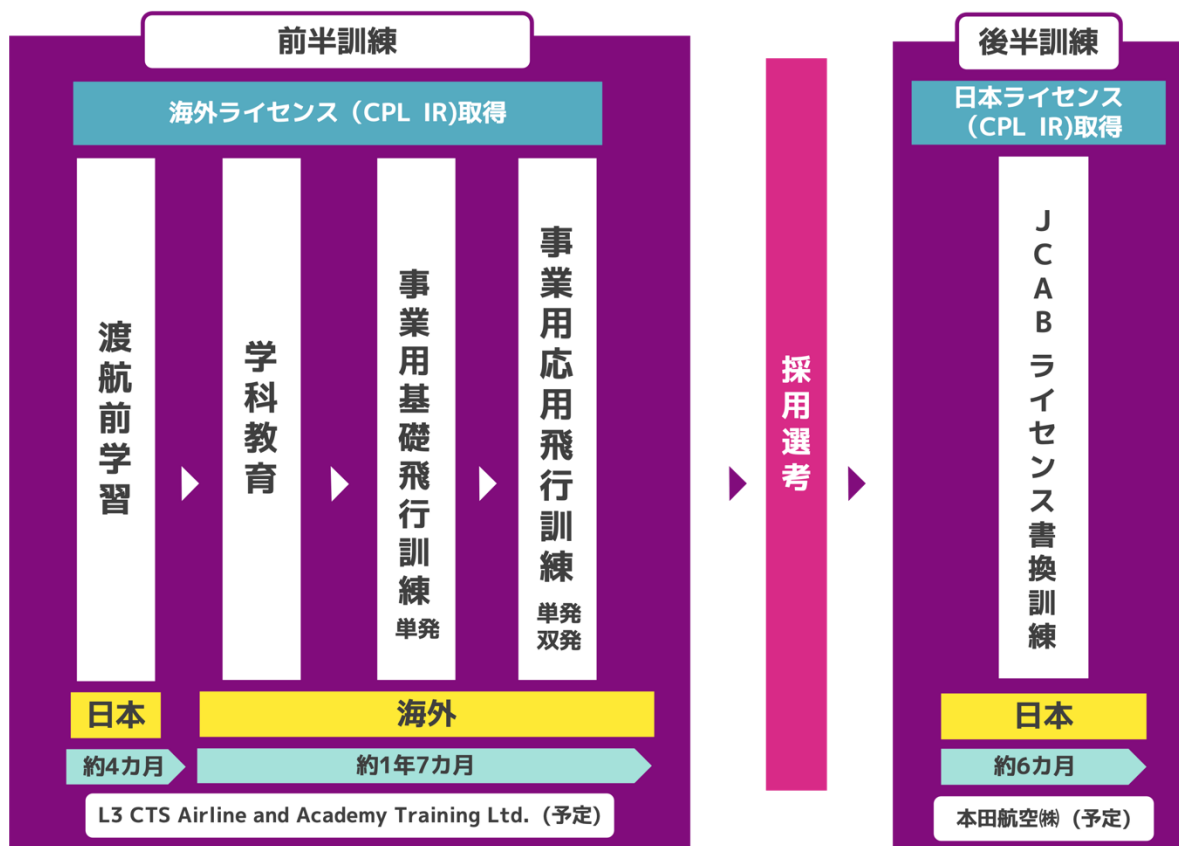 前半訓練
海外ライセンス（CPL IR)取得
渡航前学習
学科教育
事業用基礎飛行訓練
単発
事業用応用飛行訓練
単発
双発
日本
海外
約4カ月
約1年7カ月
L3 CTS Airline and Academy Training Ltd. (予定)
採用選考
後半訓練
日本ライセンス
（CPL IR)取得
JCAB ライセンス書換訓練
日本
約6カ月
本田航空㈱ (予定)